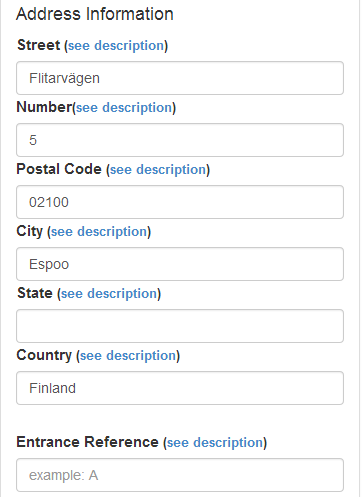 Address Information
Street (see description)
Flitarvägen
Number(see description)
5
Postal Code (see description)
02100
City (see description)
Espoo
State (see description)
Country (see description)
Finland
Entrance Reference (see description)
example: A